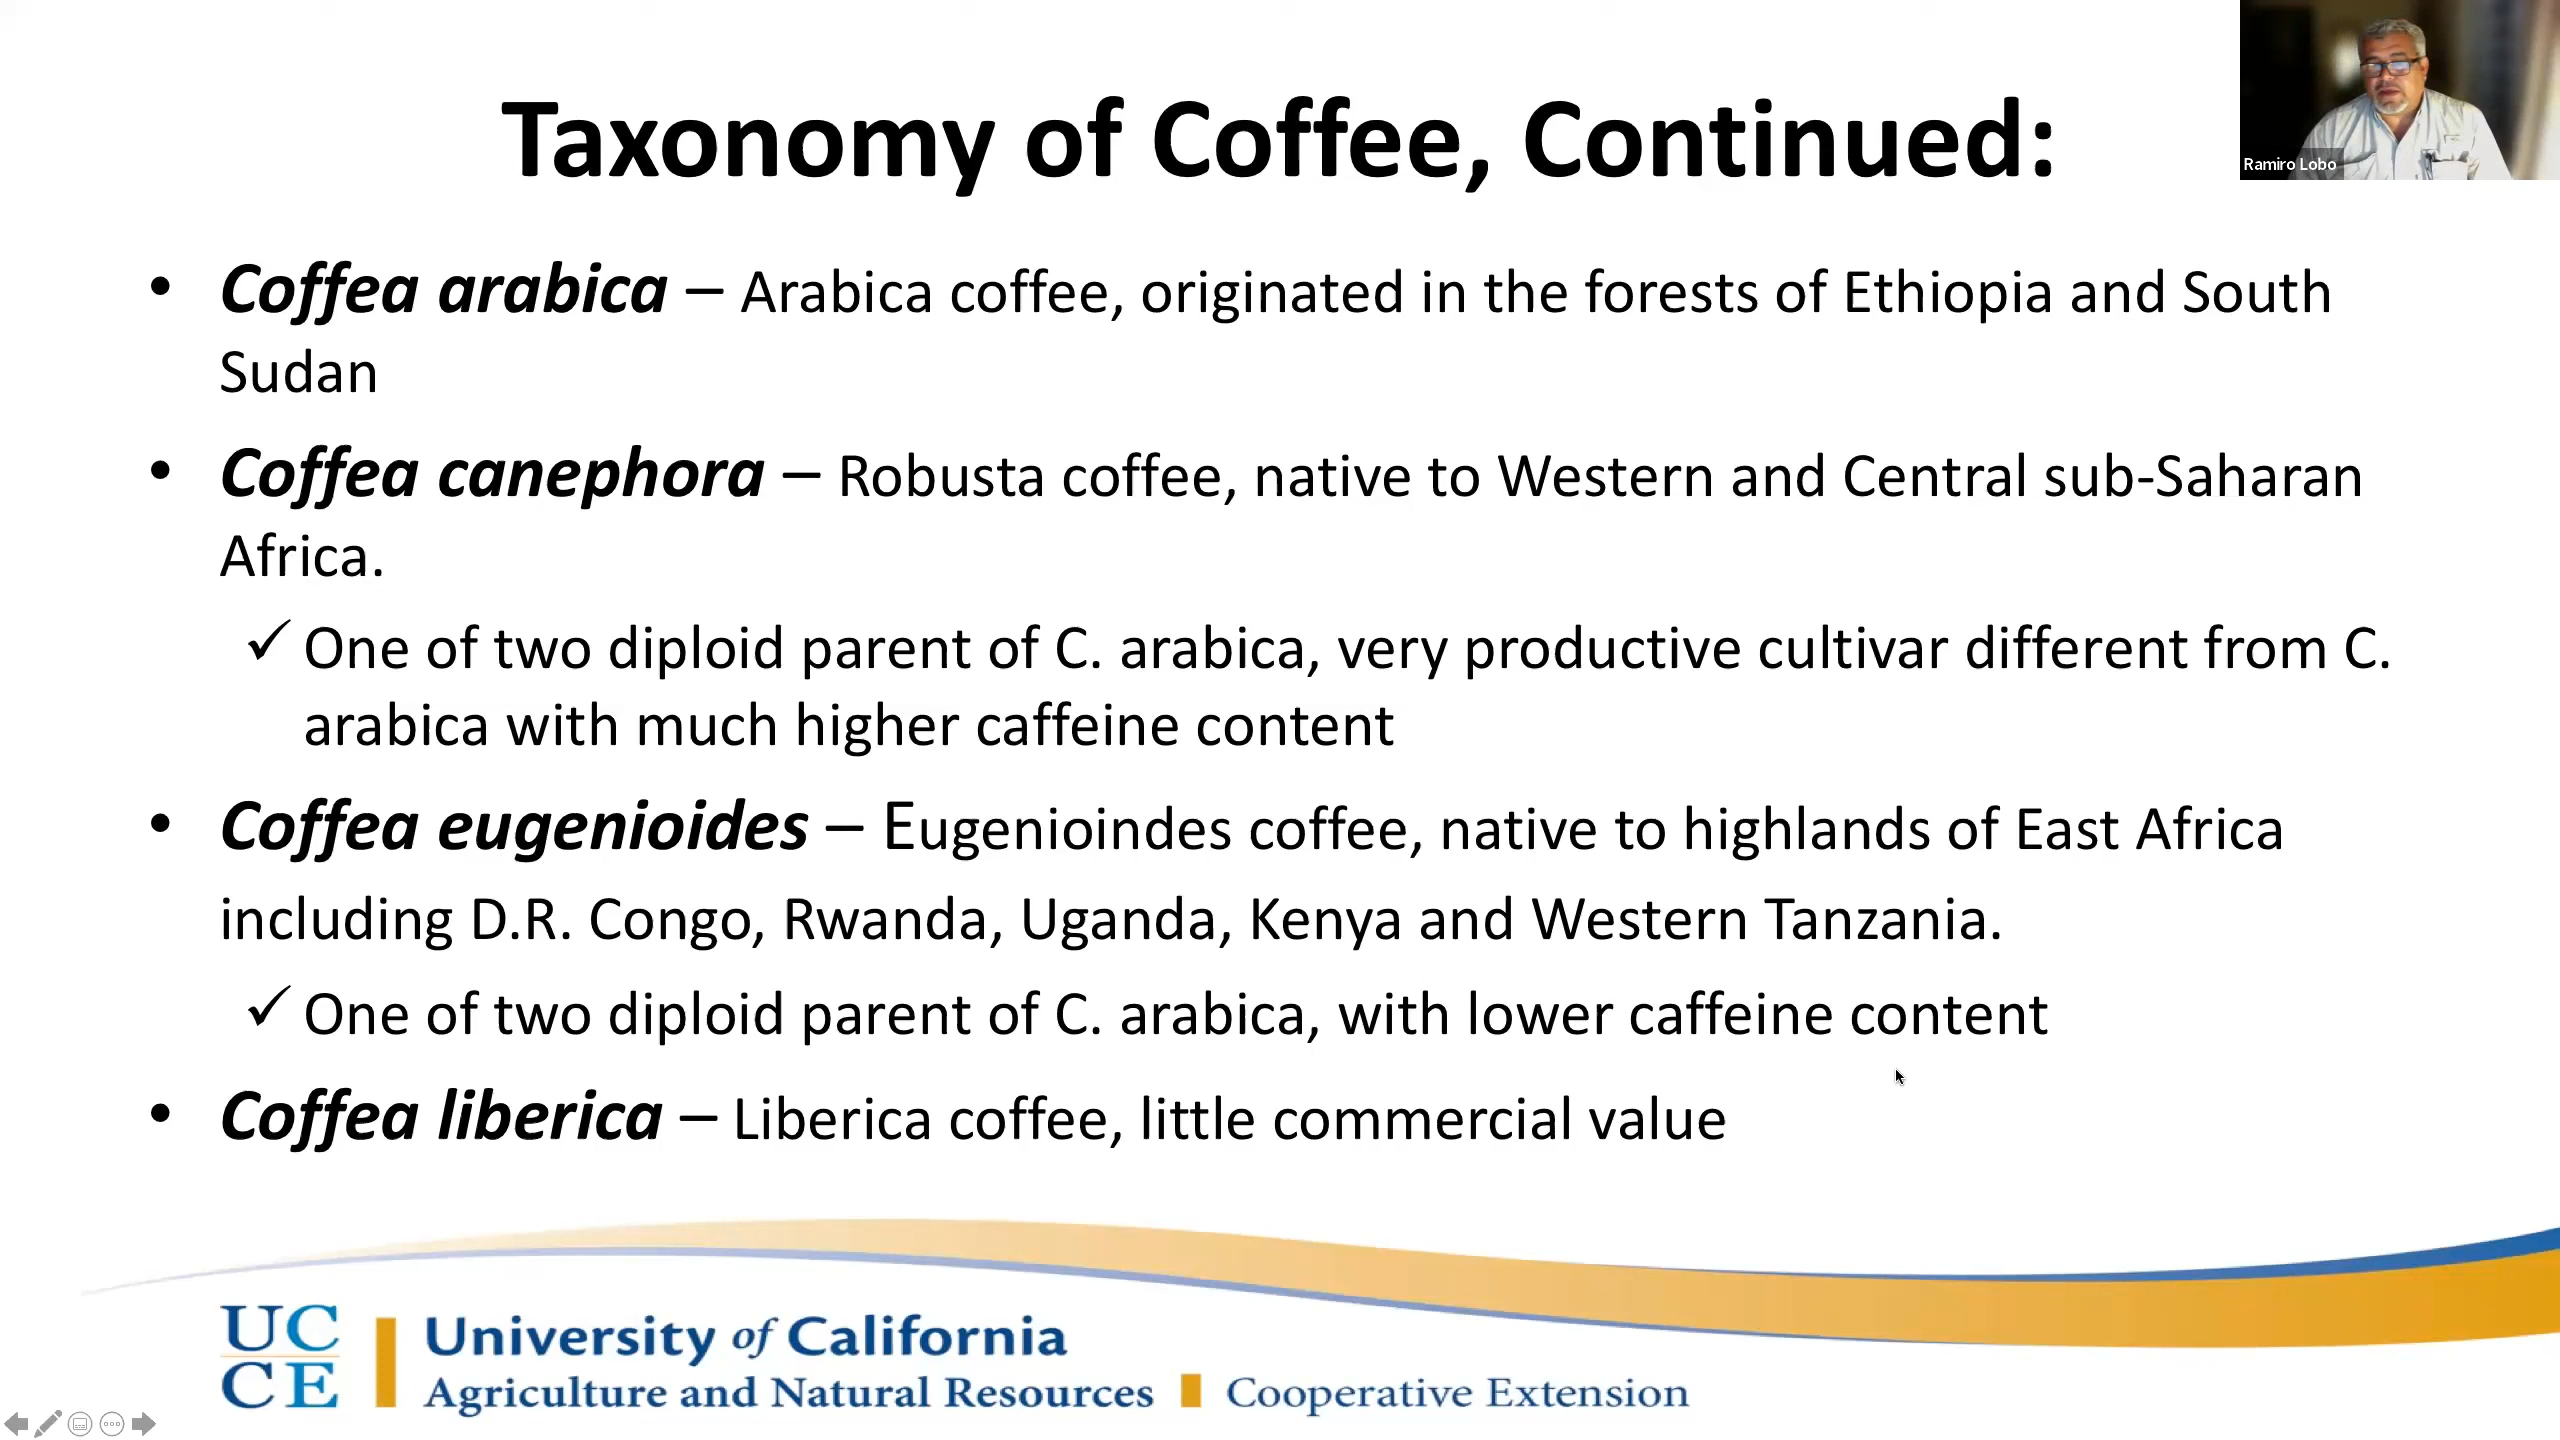 Taxonomy of Coffee, Continued:
Ramiro Lobo
• Coffea arabica – Arabica coffee, originated in the forests of Ethiopia and South
Sudan
• Coffea canephora – Robusta coffee, native to Western and Central sub-Saharan
Africa.
✓ One of two diploid parent of C. arabica, very productive cultivar different from C.
arabica with much higher caffeine content
• Coffea eugenioides – Eugenioindes coffee, native to highlands of East Africa
including D.R. Congo, Rwanda, Uganda, Kenya and Western Tanzania.
✓ One of two diploid parent of C. arabica, with lower caffeine content
• Coffea liberica – Liberica coffee, little commercial value
UC
CE
University of California
Agriculture and Natural Resources Cooperative Extension